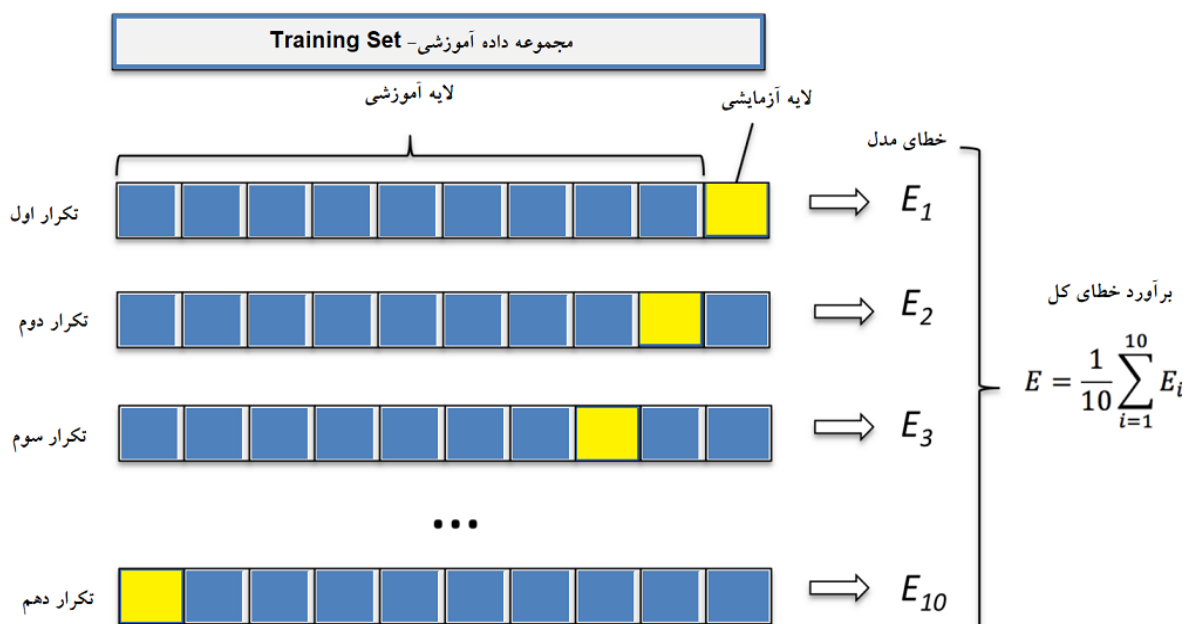 مجموعه داده آموزشی- Training Set
لایه آموزشی
لایه آزمایشی
خطای مدل
تکرار اول
E1
تکرار دوم
E2
برآورد خطای کل
E = 1/10 ∑_{i=1}^{10} E_i
تکرار سوم
E3
...
تکرار دهم
E10